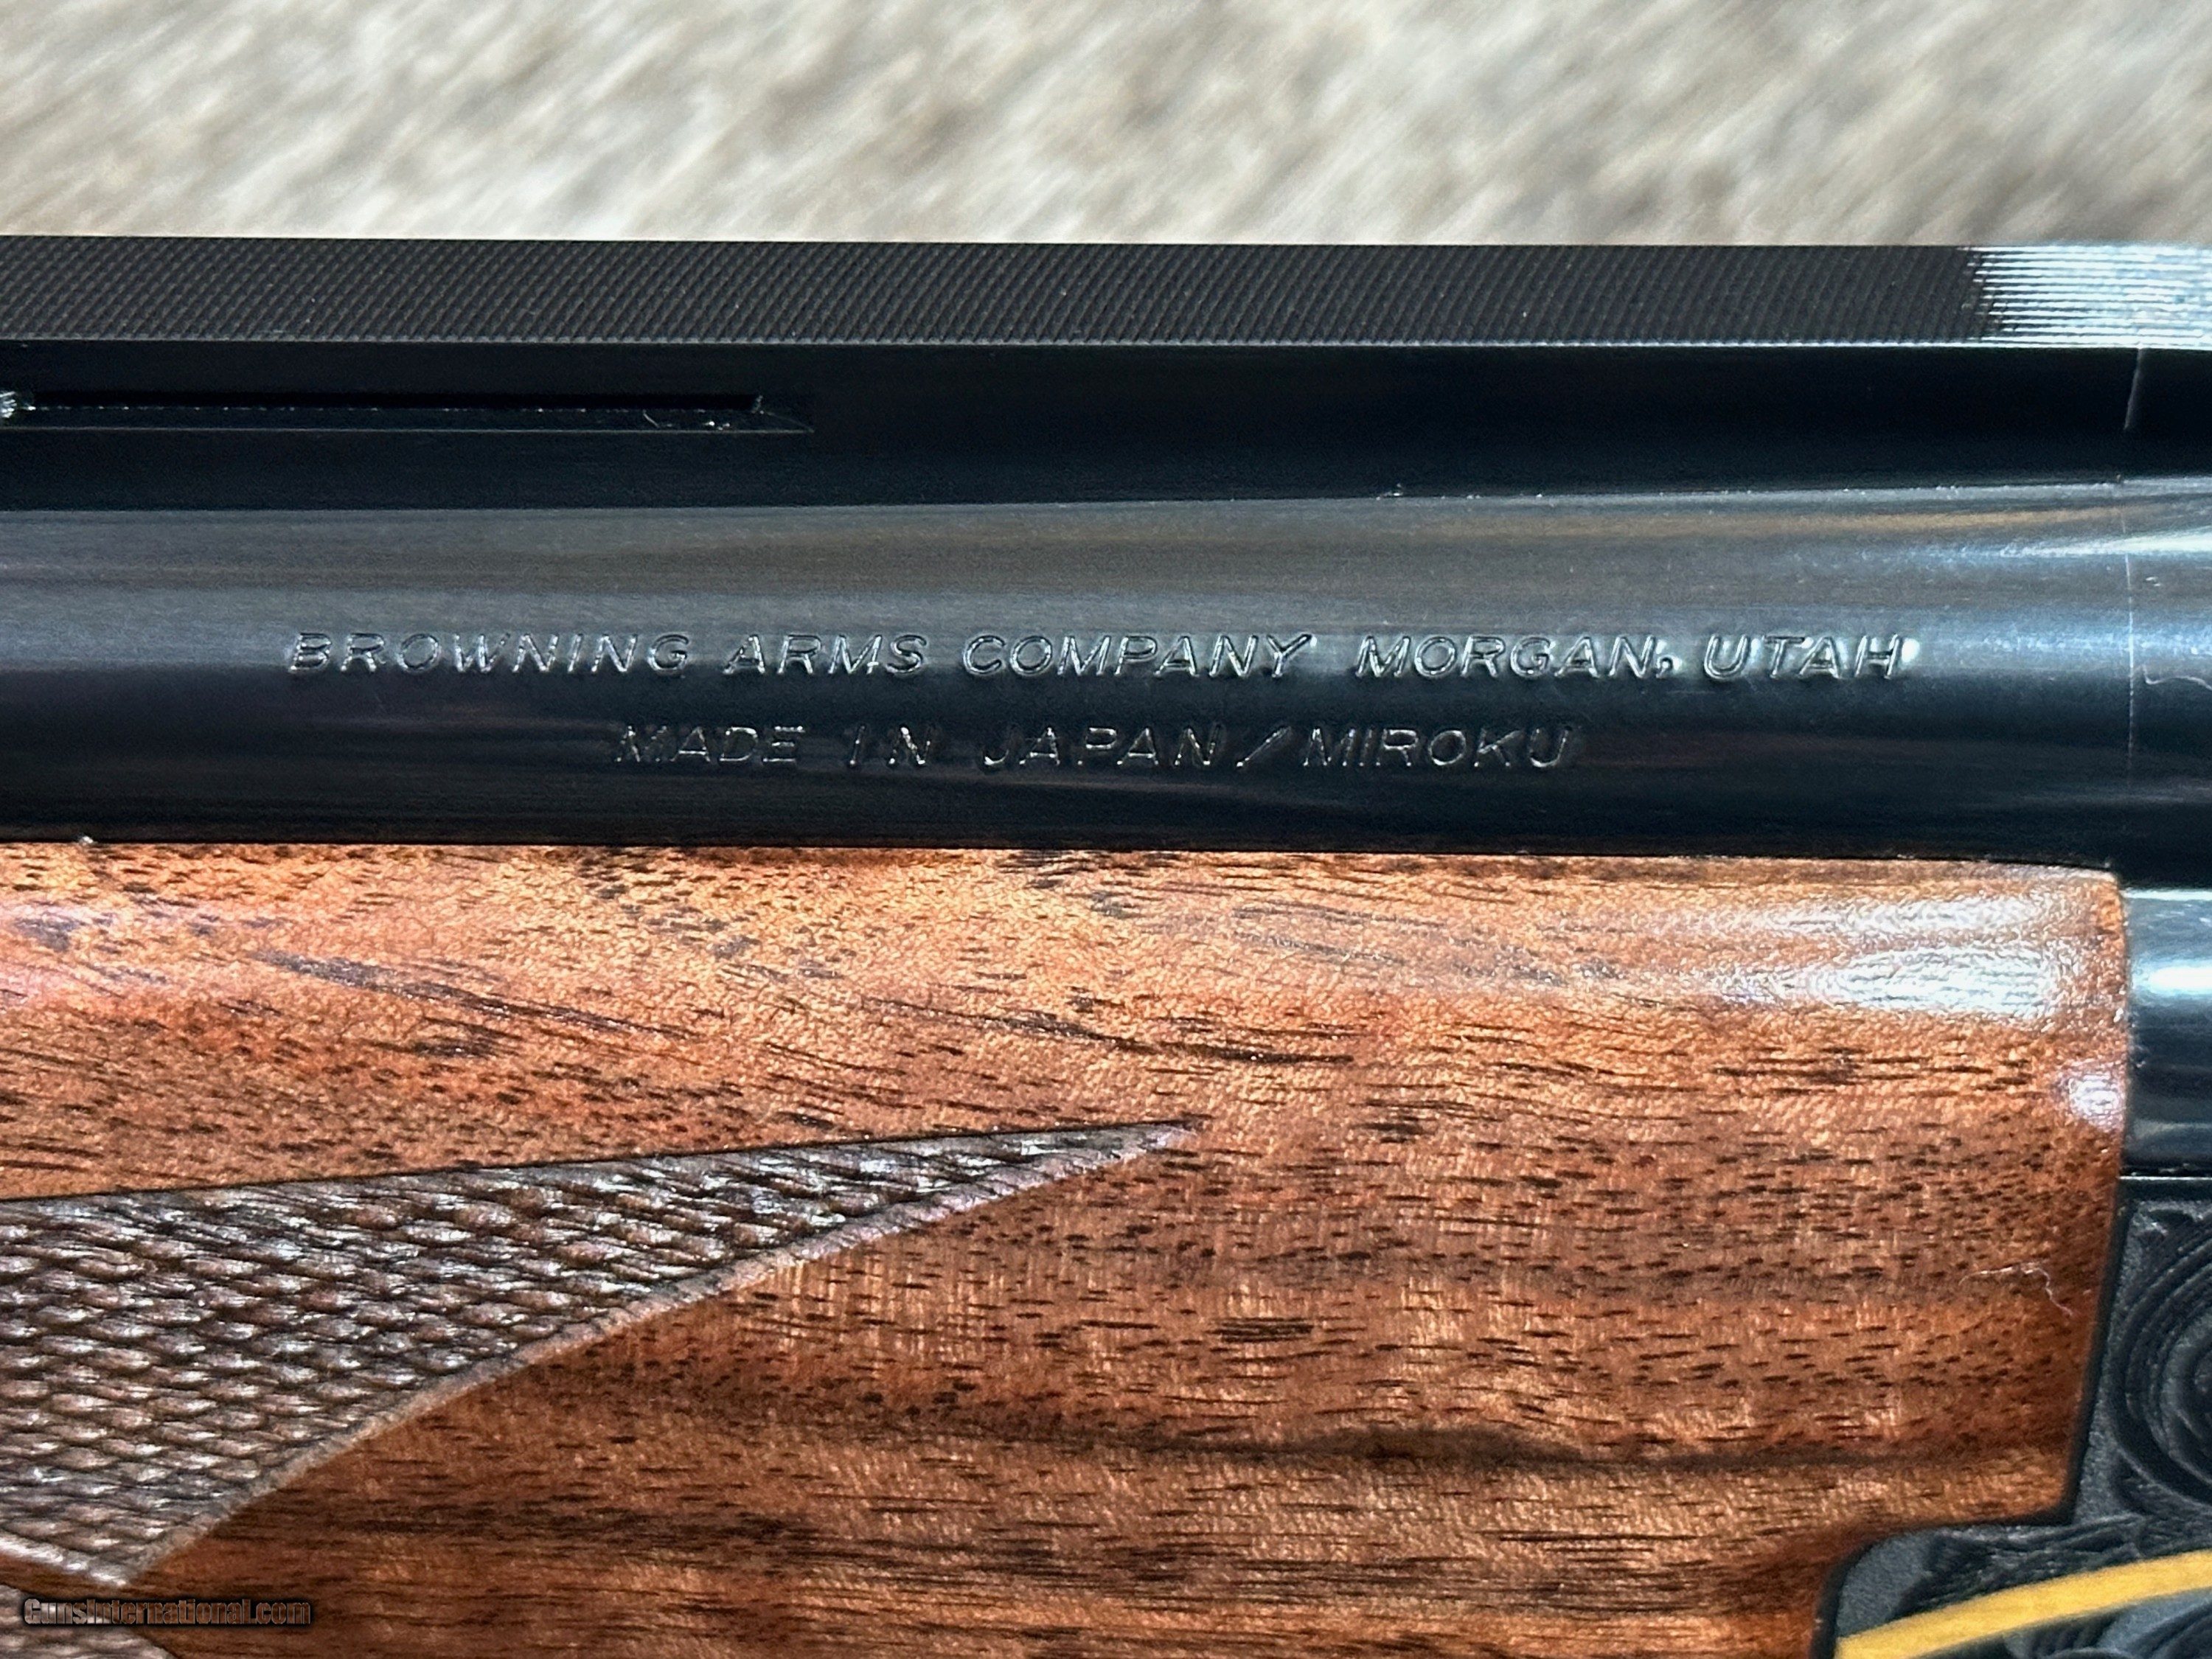 BROWNING ARMS COMPANY MORGAN, UTAH
MADE IN JAPAN/MIROKU
GunsInternational.com